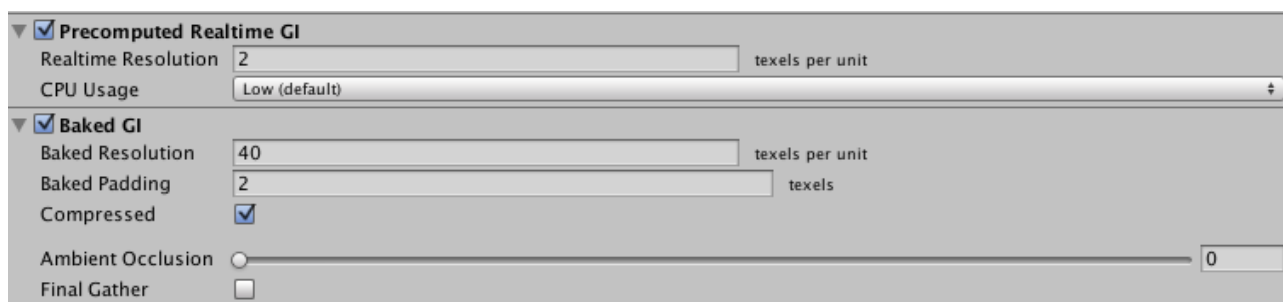 Precomputed Realtime GI
Realtime Resolution 2 texels per unit
CPU Usage Low (default)
Baked GI
Baked Resolution 40 texels per unit
Baked Padding 2 texels
Compressed
Ambient Occlusion 0
Final Gather